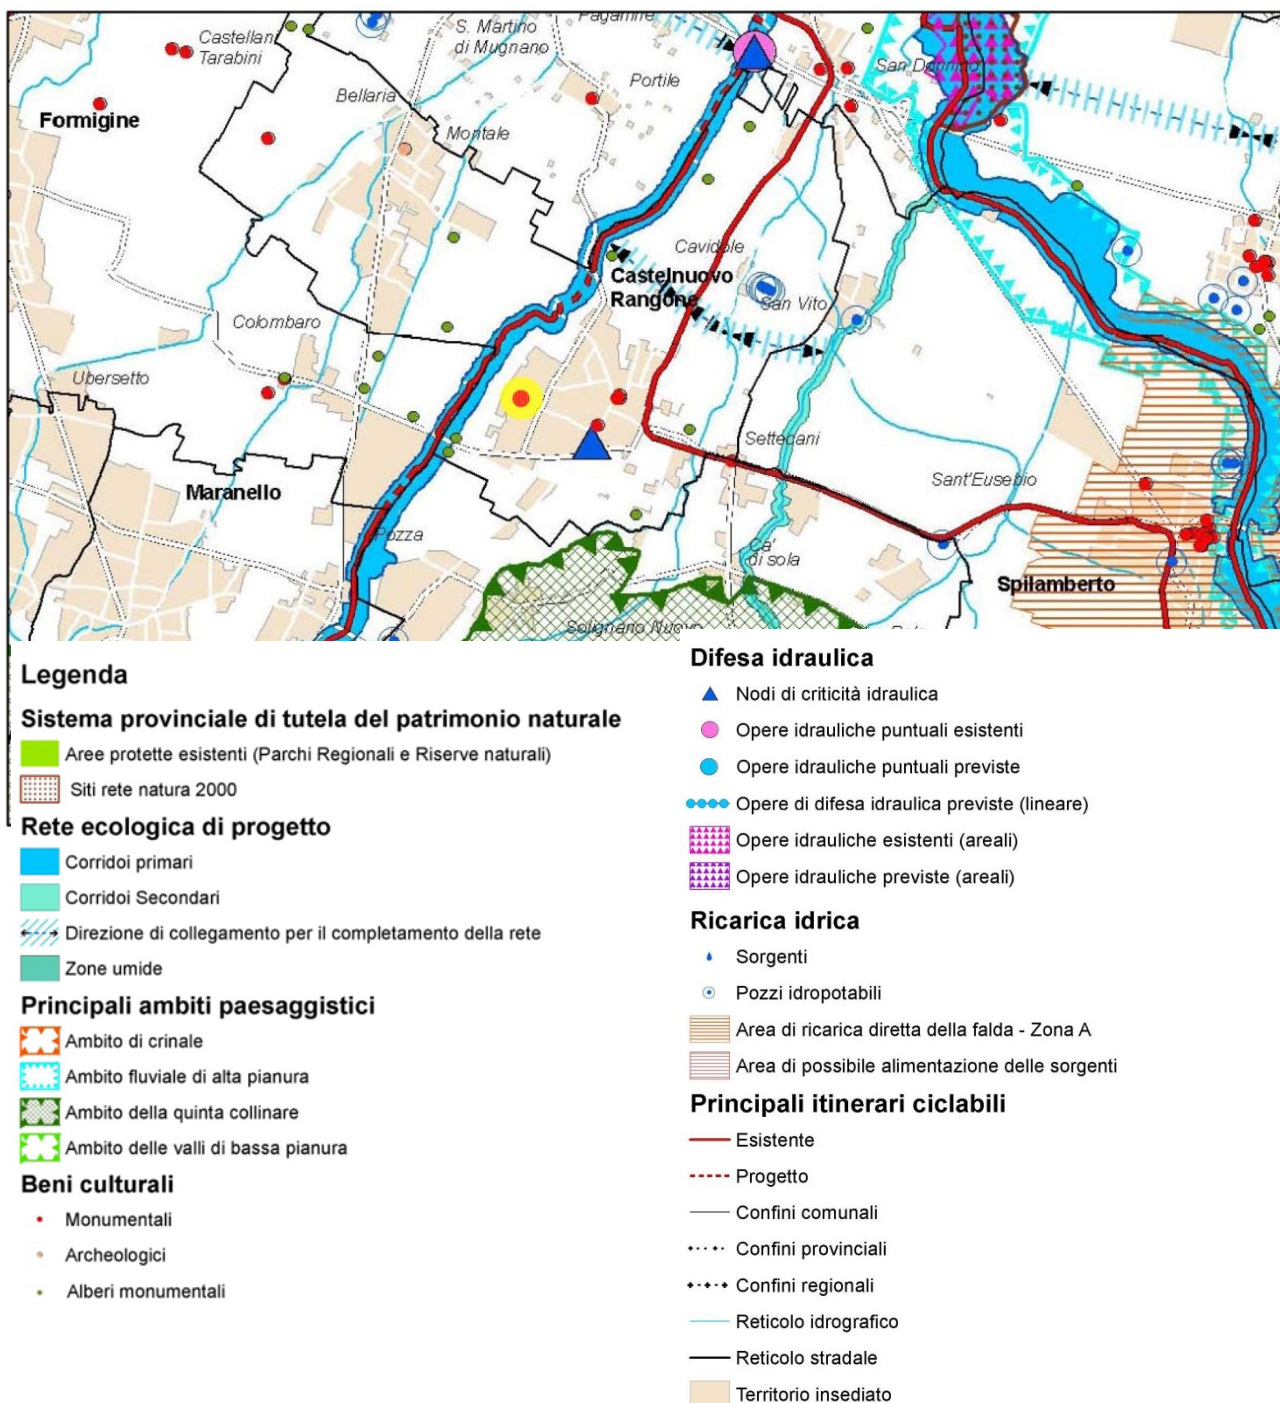 Pagamine
S. Martino
di Mugnano
Castellani
Tarabini
San Donnino
Portile
Bellaria
Formigine
Montale
Cavidole
Castelnuovo
Rangone
San Vito
Colombaro
Ubersetto
Settecani
Sant'Eusebio
Maranello
Pozza
Ca'
di sola
Spilamberto
Solignano Nuovo
Legenda
Sistema provinciale di tutela del patrimonio naturale
Aree protette esistenti (Parchi Regionali e Riserve naturali)
Siti rete natura 2000
Rete ecologica di progetto
Corridoi primari
Corridoi Secondari
Direzione di collegamento per il completamento della rete
Zone umide
Principali ambiti paesaggistici
Ambito di crinale
Ambito fluviale di alta pianura
Ambito della quinta collinare
Ambito delle valli di bassa pianura
Beni culturali
Monumentali
Archeologici
Alberi monumentali
Difesa idraulica
Nodi di criticità idraulica
Opere idrauliche puntuali esistenti
Opere idrauliche puntuali previste
Opere di difesa idraulica previste (lineare)
Opere idrauliche esistenti (areali)
Opere idrauliche previste (areali)
Ricarica idrica
Sorgenti
Pozzi idropotabili
Area di ricarica diretta della falda - Zona A
Area di possibile alimentazione delle sorgenti
Principali itinerari ciclabili
Esistente
Progetto
Confini comunali
Confini provinciali
Confini regionali
Reticolo idrografico
Reticolo stradale
Territorio insediato